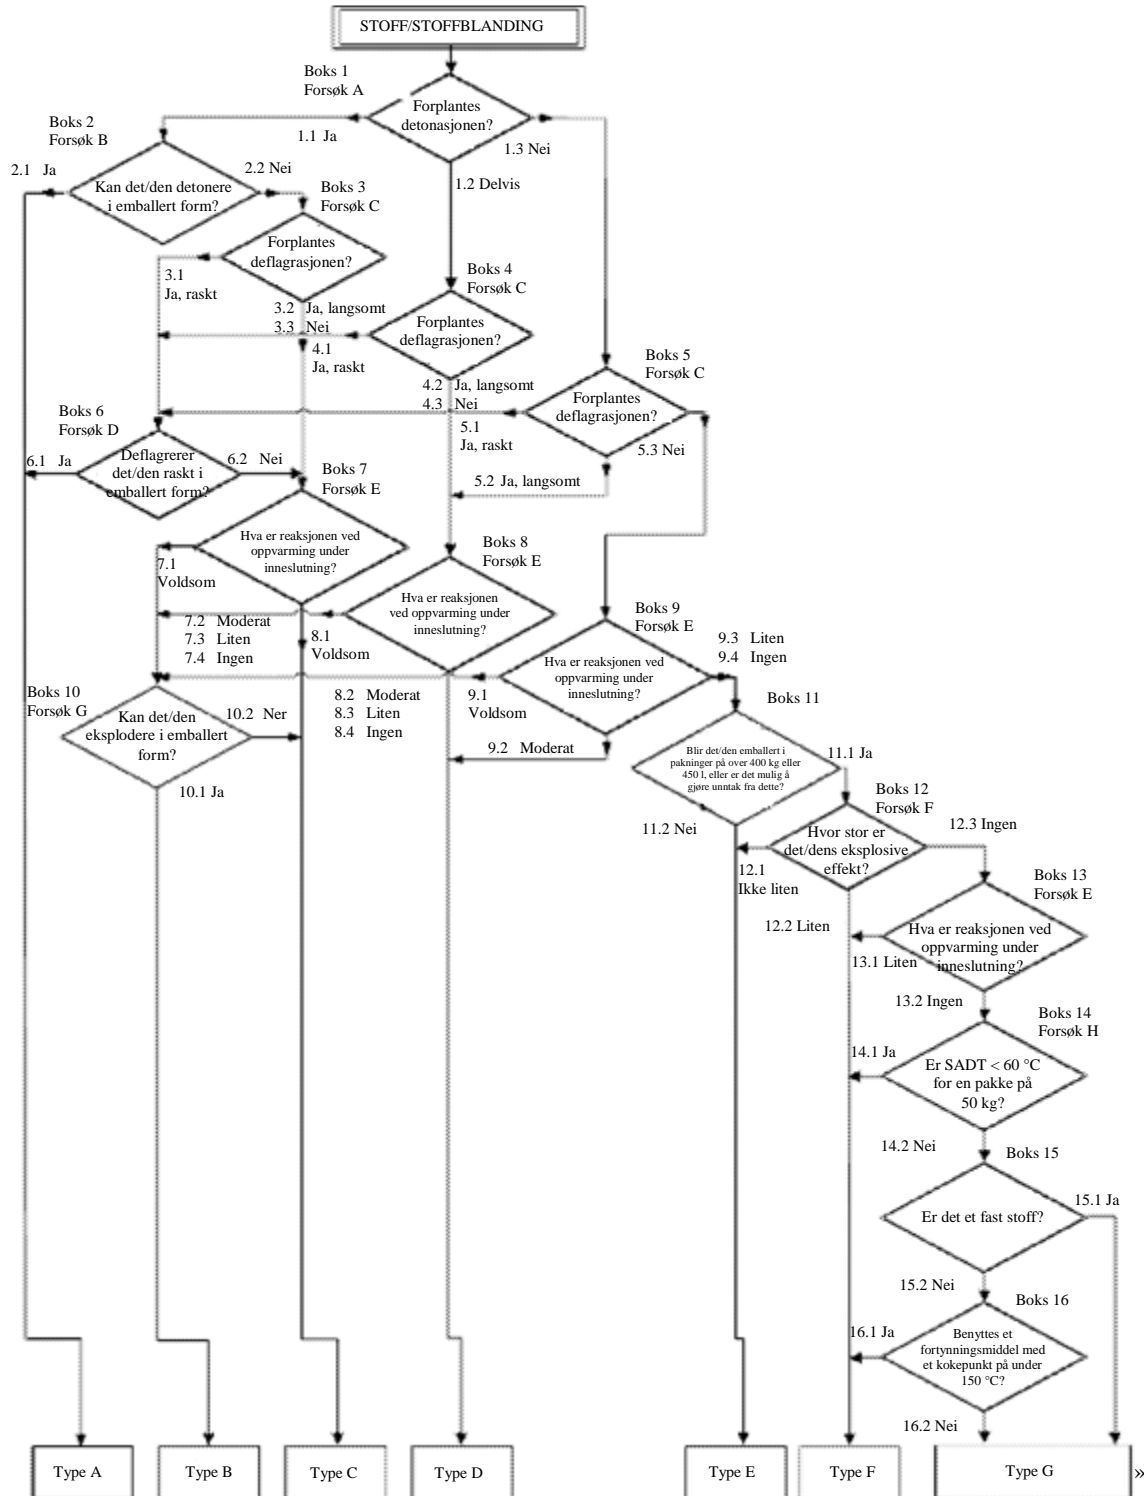 STOFF/STOFFBLANDING
Boks 1
Forsøk A
Forplantes
detonasjonen?
1.1 Ja
1.2 Delvis
1.3 Nei
Boks 2
Forsøk B
Kan det/den detonere
i emballert form?
2.1 Ja
2.2 Nei
Boks 3
Forsøk C
Forplantes
deflagrasjonen?
3.1
Ja, raskt
3.2 Ja, langsomt
3.3 Nei
Boks 4
Forsøk C
Forplantes
deflagrasjonen?
4.1
Ja, raskt
4.2 Ja, langsomt
4.3 Nei
Boks 5
Forsøk C
Forplantes
deflagrasjonen?
5.1
Ja, raskt
5.2 Ja, langsomt
5.3 Nei
Boks 6
Forsøk D
Deflagrerer
det/den raskt i
emballert form?
6.1 Ja
6.2 Nei
Boks 7
Forsøk E
Hva er reaksjonen ved
oppvarming under
inneslutning?
7.1
Voldsom
7.2 Moderat
7.3 Liten
7.4 Ingen
Boks 8
Forsøk E
Hva er reaksjonen
ved oppvarming under
inneslutning?
8.1
Voldsom
8.2 Moderat
8.3 Liten
8.4 Ingen
Boks 9
Forsøk E
Hva er reaksjonen ved
oppvarming under
inneslutning?
9.1
Voldsom
9.2 Moderat
9.3 Liten
9.4 Ingen
Boks 10
Forsøk G
Kan det/den
eksplodere i emballert
form?
10.1 Ja
10.2 Ner
Boks 11
Blir det/den emballert i
pakninger på over 400 kg eller
450 l, eller er det mulig å
gjøre unntak fra dette?
11.1 Ja
11.2 Nei
Boks 12
Forsøk F
Hvor stor er
det/dens eksplosive
effekt?
12.1
Ikke liten
12.2 Liten
12.3 Ingen
Boks 13
Forsøk E
Hva er reaksjonen ved
oppvarming under
inneslutning?
13.1 Liten
13.2 Ingen
Boks 14
Forsøk H
Er SADT < 60 °C
for en pakke på
50 kg?
14.1 Ja
14.2 Nei
Boks 15
Er det et fast stoff?
15.1 Ja
15.2 Nei
Boks 16
Benyttes et
fortynningsmiddel med
et kokepunkt på under
150 °C?
16.1 Ja
16.2 Nei
Type A
Type B
Type C
Type D
Type E
Type F
Type G
»